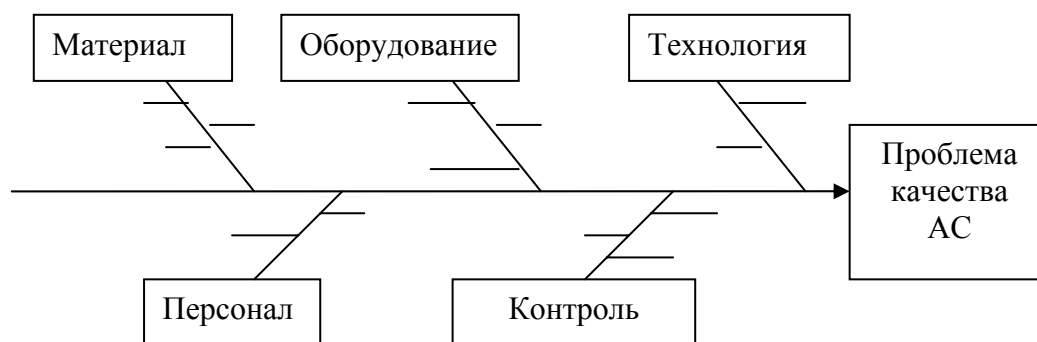 Материал
Оборудование
Технология
Проблема
качества
АС
Персонал
Контроль